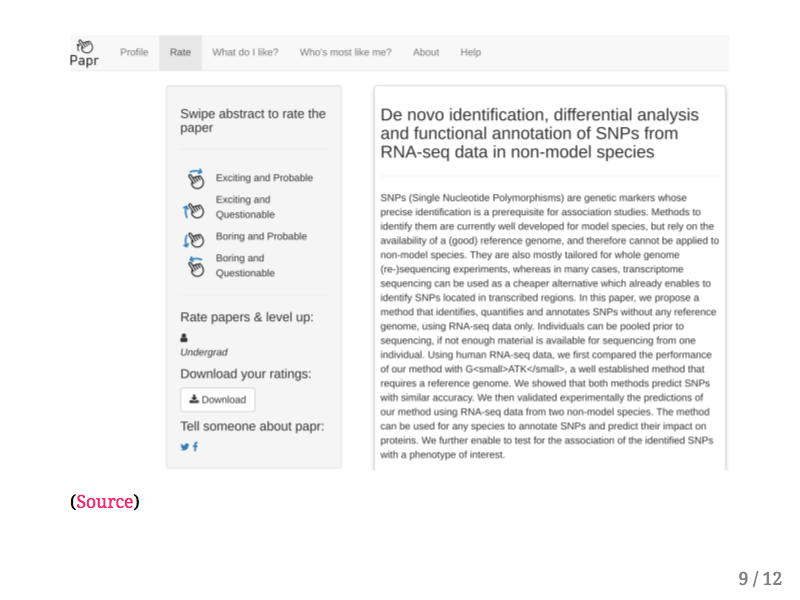 Papr
Profile
Rate
What do I like?
Who's most like me?
About
Help
Swipe abstract to rate the
paper
Exciting and Probable
Exciting and
Questionable
Boring and Probable
Boring and
Questionable
Rate papers & level up:
Undergrad
Download your ratings:
Download
Tell someone about papr:
De novo identification, differential analysis
and functional annotation of SNPs from
RNA-seq data in non-model species
SNPs (Single Nucleotide Polymorphisms) are genetic markers whose
precise identification is a prerequisite for association studies. Methods to
identify them are currently well developed for model species, but rely on the
availability of a (good) reference genome, and therefore cannot be applied to
non-model species. They are also mostly tailored for whole genome
(re-)sequencing experiments, whereas in many cases, transcriptome
sequencing can be used as a cheaper alternative which already enables to
identify SNPs located in transcribed regions. In this paper, we propose a
method that identifies, quantifies and annotates SNPs without any reference
genome, using RNA-seq data only. Individuals can be pooled prior to
sequencing, if not enough material is available for sequencing from one
individual. Using human RNA-seq data, we first compared the performance
of our method with G<small>ATK</small>, a well established method that
requires a reference genome. We showed that both methods predict SNPs
with similar accuracy. We then validated experimentally the predictions of
our method using RNA-seq data from two non-model species. The method
can be used for any species to annotate SNPs and predict their impact on
proteins. We further enable to test for the association of the identified SNPs
with a phenotype of interest.
(Source)
9 / 12